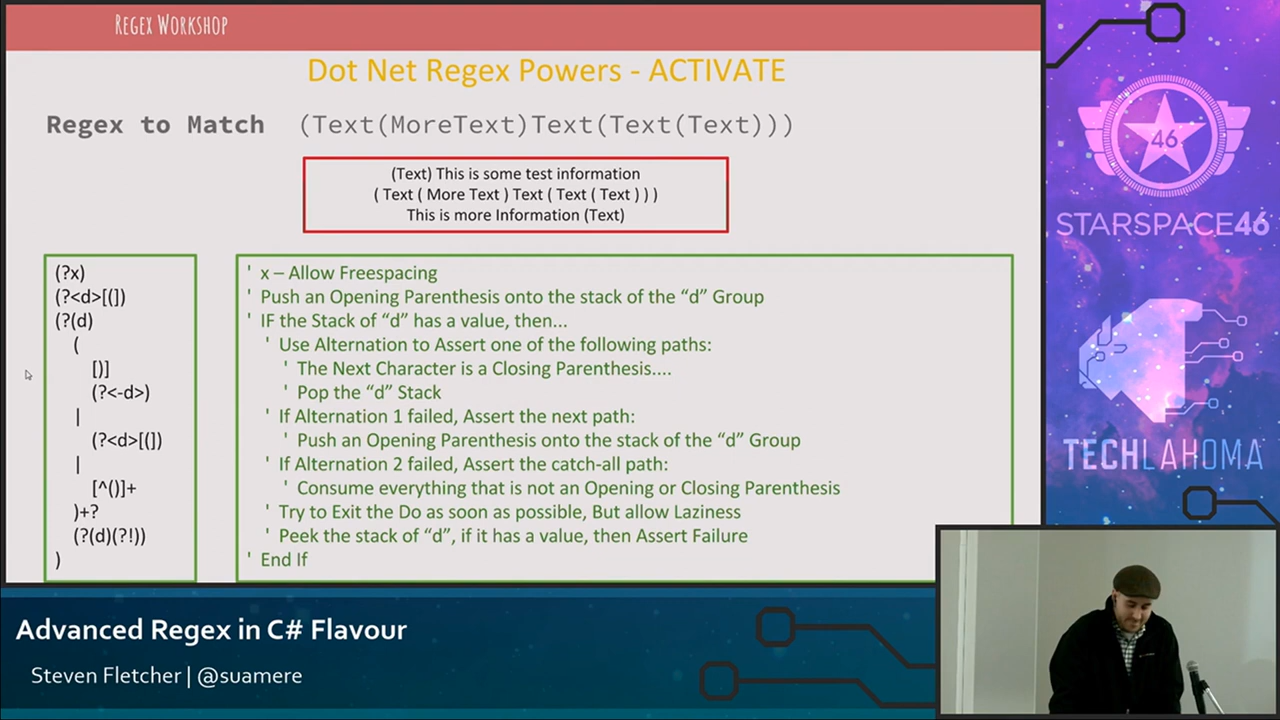 Regex Workshop
Dot Net Regex Powers - ACTIVATE
Regex to Match (Text(MoreText)Text(Text(Text)))
(Text) This is some test information
( Text ( More Text ) Text ( Text ( Text ) ) )
This is more Information (Text)
(?x)
(?<d>[(])
(?(d)
(
[)]
(?<-d>)
|
(?<d>[(])
|
[^()]+
)+?
(?(d)(?!))
)
' x – Allow Freespacing
' Push an Opening Parenthesis onto the stack of the “d” Group
' IF the Stack of “d” has a value, then...
' Use Alternation to Assert one of the following paths:
' The Next Character is a Closing Parenthesis....
' Pop the “d” Stack
' If Alternation 1 failed, Assert the next path:
' Push an Opening Parenthesis onto the stack of the “d” Group
' If Alternation 2 failed, Assert the catch-all path:
' Consume everything that is not an Opening or Closing Parenthesis
' Try to Exit the Do as soon as possible, But allow Laziness
' Peek the stack of “d”, if it has a value, then Assert Failure
' End If
46
STARSPACE46
TECHLAHOMA
Advanced Regex in C# Flavour
Steven Fletcher | @suamere